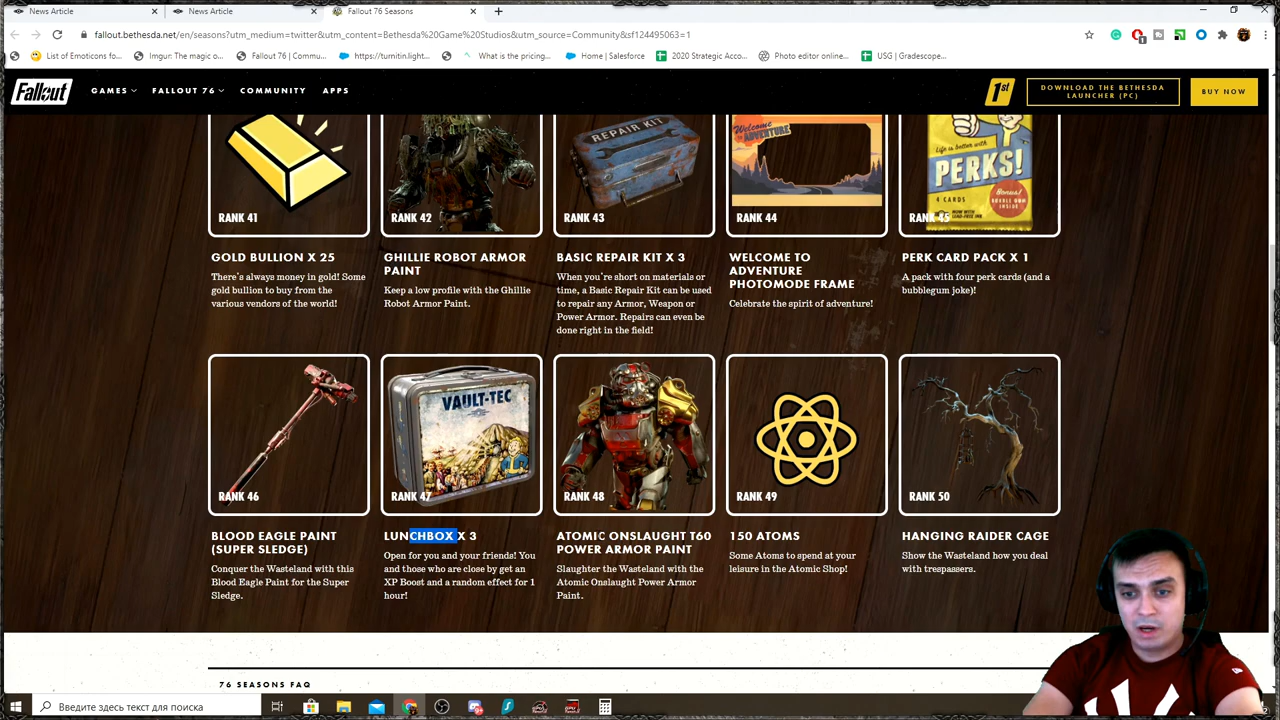 News Article
News Article
Fallout 76 Seasons
fallout.bethesda.net/en/seasons?utm_medium=twitter&utm_content=Bethesda%20Game%20Studios&utm_source=Community&sf124495063=1
List of Emoticons fo...
Imgur: The magic o...
Fallout 76 | Commu...
https://turnitin.light...
What is the pricing...
Home | Salesforce
2020 Strategic Acco...
Photo editor online...
USG | Gradescope...
Fallout
GAMES
FALLOUT 76
COMMUNITY
APPS
1st
DOWNLOAD THE BETHESDA
LAUNCHER (PC)
BUY NOW
REPAIR KIT
Welcome to
ADVENTURE
Life is better with
PERKS!
4 CARDS
Bonus!
RANK 41
RANK 42
RANK 43
RANK 44
RANK 45
GOLD BULLION X 25
There's always money in gold! Some
gold bullion to buy from the
various vendors of the world!
GHILLIE ROBOT ARMOR
PAINT
Keep a low profile with the Ghillie
Robot Armor Paint.
BASIC REPAIR KIT X 3
When you're short on materials or
time, a Basic Repair Kit can be used
to repair any Armor, Weapon or
Power Armor. Repairs can even be
done right in the field!
WELCOME TO
ADVENTURE
PHOTOMODE FRAME
Celebrate the spirit of adventure!
PERK CARD PACK X 1
A pack with four perk cards (and a
bubblegum joke)!
VAULT-TEC
RANK 46
RANK 47
RANK 48
RANK 49
RANK 50
BLOOD EAGLE PAINT
(SUPER SLEDGE)
Conquer the Wasteland with this
Blood Eagle Paint for the Super
Sledge.
LUNCHBOX X 3
Open for you and your friends! You
and those who are close by get an
XP Boost and a random effect for 1
hour!
ATOMIC ONSLAUGHT T60
POWER ARMOR PAINT
Slaughter the Wasteland with the
Atomic Onslaught Power Armor
Paint.
150 ATOMS
Some Atoms to spend at your
leisure in the Atomic Shop!
HANGING RAIDER CAGE
Show the Wasteland how you deal
with trespassers.
76 SEASONS FAQ
Введите здесь текст для поиска